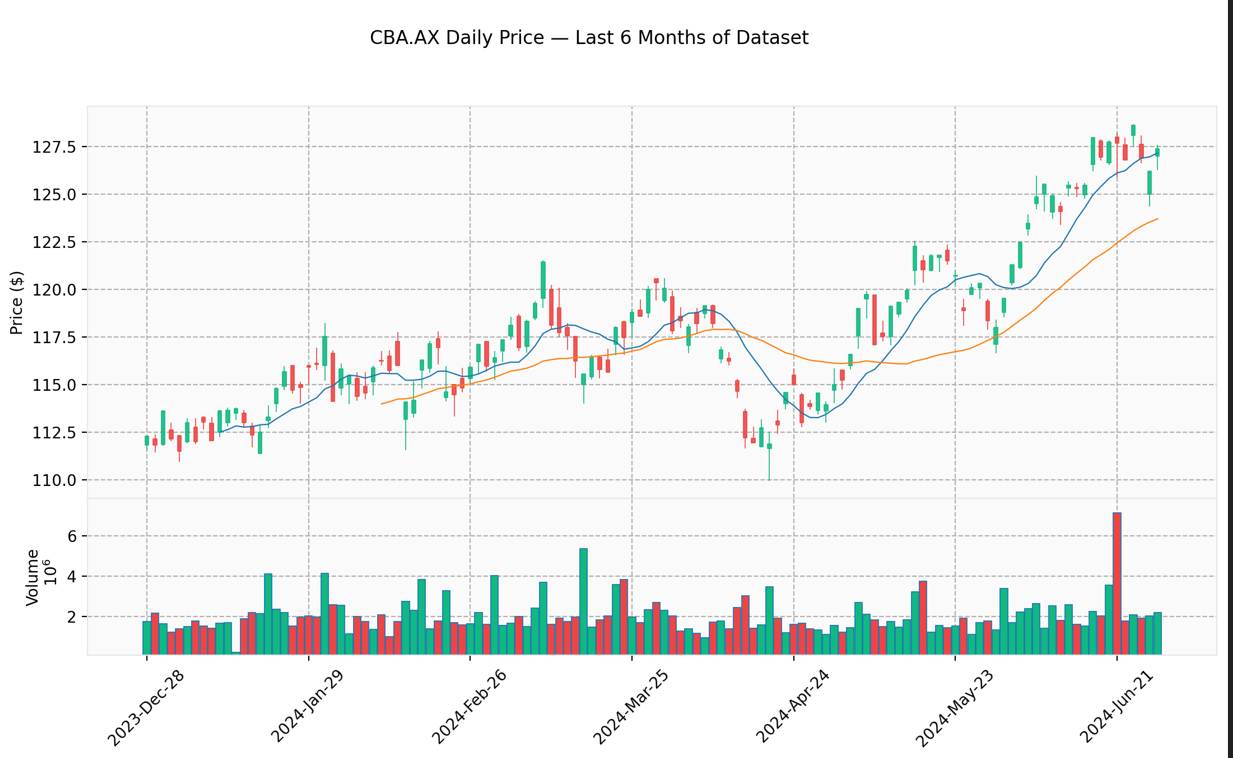 CBA.AX Daily Price — Last 6 Months of Dataset
Price ($)
127.5
125.0
122.5
120.0
117.5
115.0
112.5
110.0
Volume
10⁶
6
4
2
2023-Dec-28
2024-Jan-29
2024-Feb-26
2024-Mar-25
2024-Apr-24
2024-May-23
2024-Jun-21